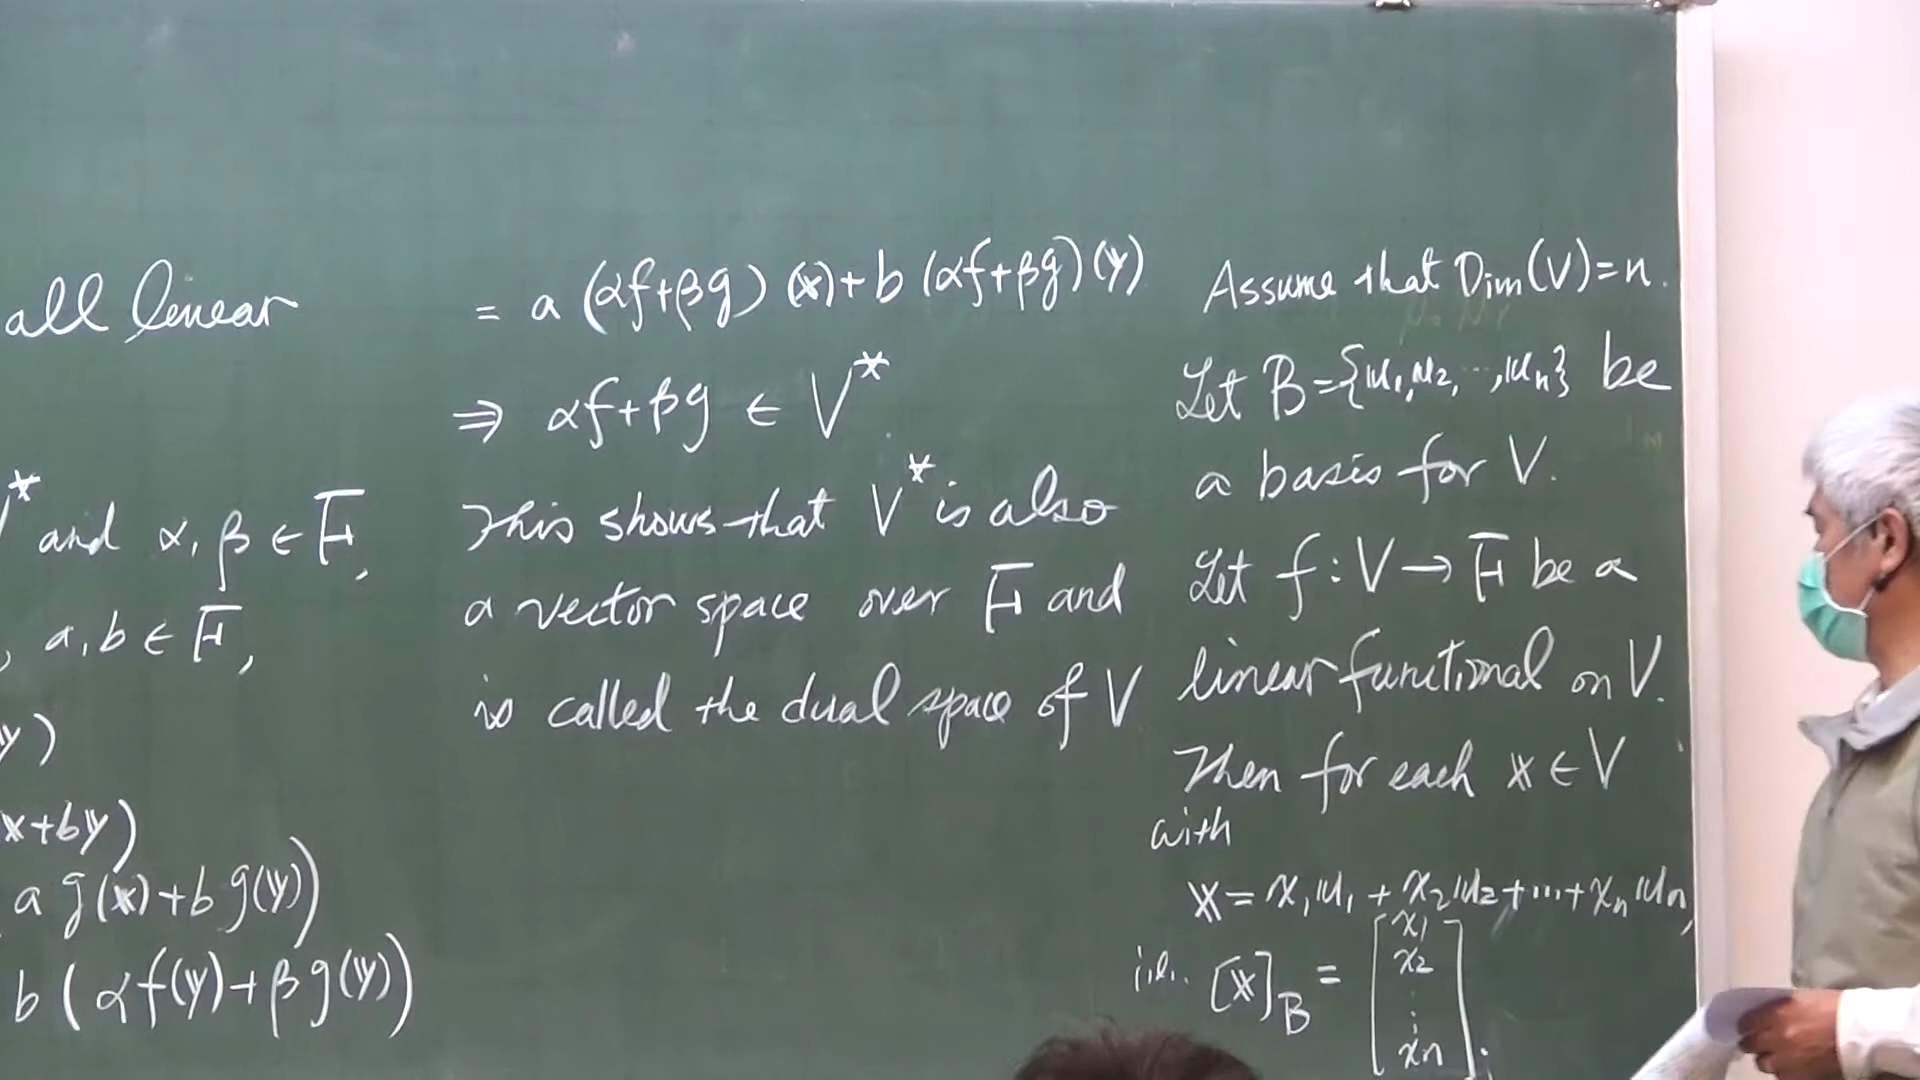 all linear
* and α, β ∈ F,
, a, b ∈ F,
y)
x+by)
a g(x)+b g(y))
b (αf(y)+βg(y))
= a (αf+βg)(x)+b (αf+βg)(y)
⇒ αf+βg ∈ V*.
This shows that V* is also
a vector space over F and
is called the dual space of V
Assume that Dim(V)=n.
Let B={u₁,u₂,…,uₙ} be
a basis for V.
Let f:V→F be a
linear functional on V.
Then for each x∈V
with
x=x₁u₁+x₂u₂+…+xₙuₙ,
i.e. [x]_B = [x₁
x₂
⋮
xₙ];